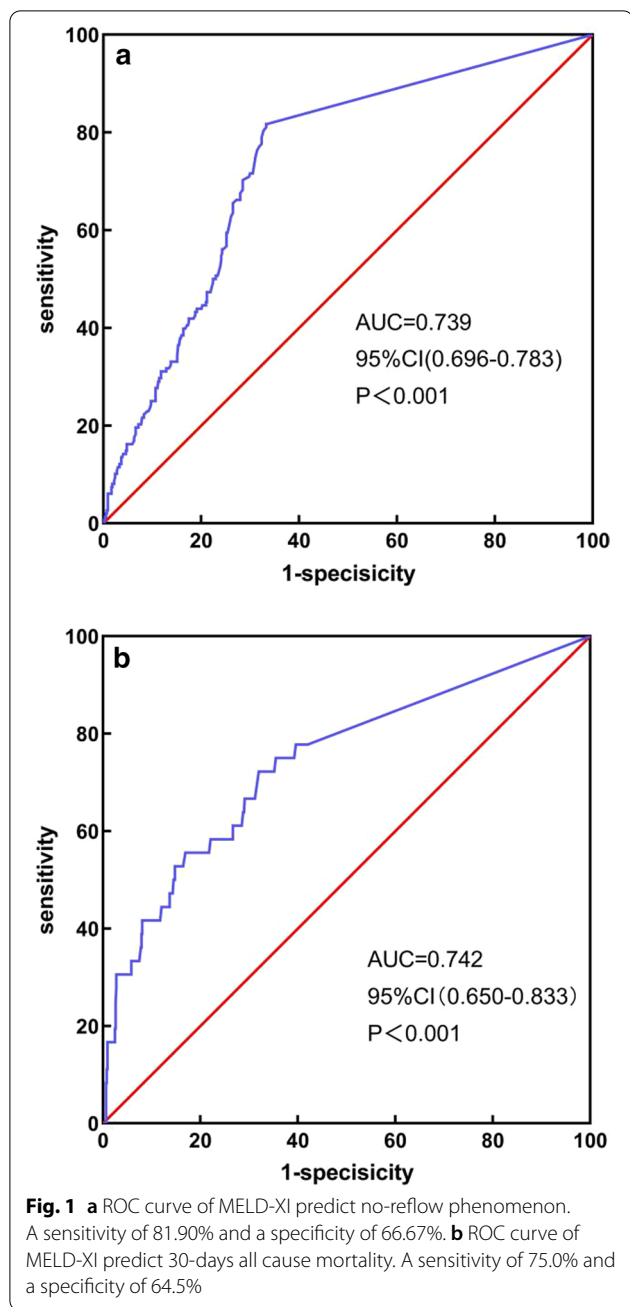 a
100
80
60
40
20
0
sensitivity
AUC=0.739
95%CI(0.696-0.783)
P＜0.001
0 20 40 60 80 100
1-specisicity
b
100
80
60
40
20
0
sensitivity
AUC=0.742
95%CI（0.650-0.833）
P＜0.001
0 20 40 60 80 100
1-specisicity
Fig. 1 a ROC curve of MELD-XI predict no-reflow phenomenon.
A sensitivity of 81.90% and a specificity of 66.67%. b ROC curve of
MELD-XI predict 30-days all cause mortality. A sensitivity of 75.0% and
a specificity of 64.5%